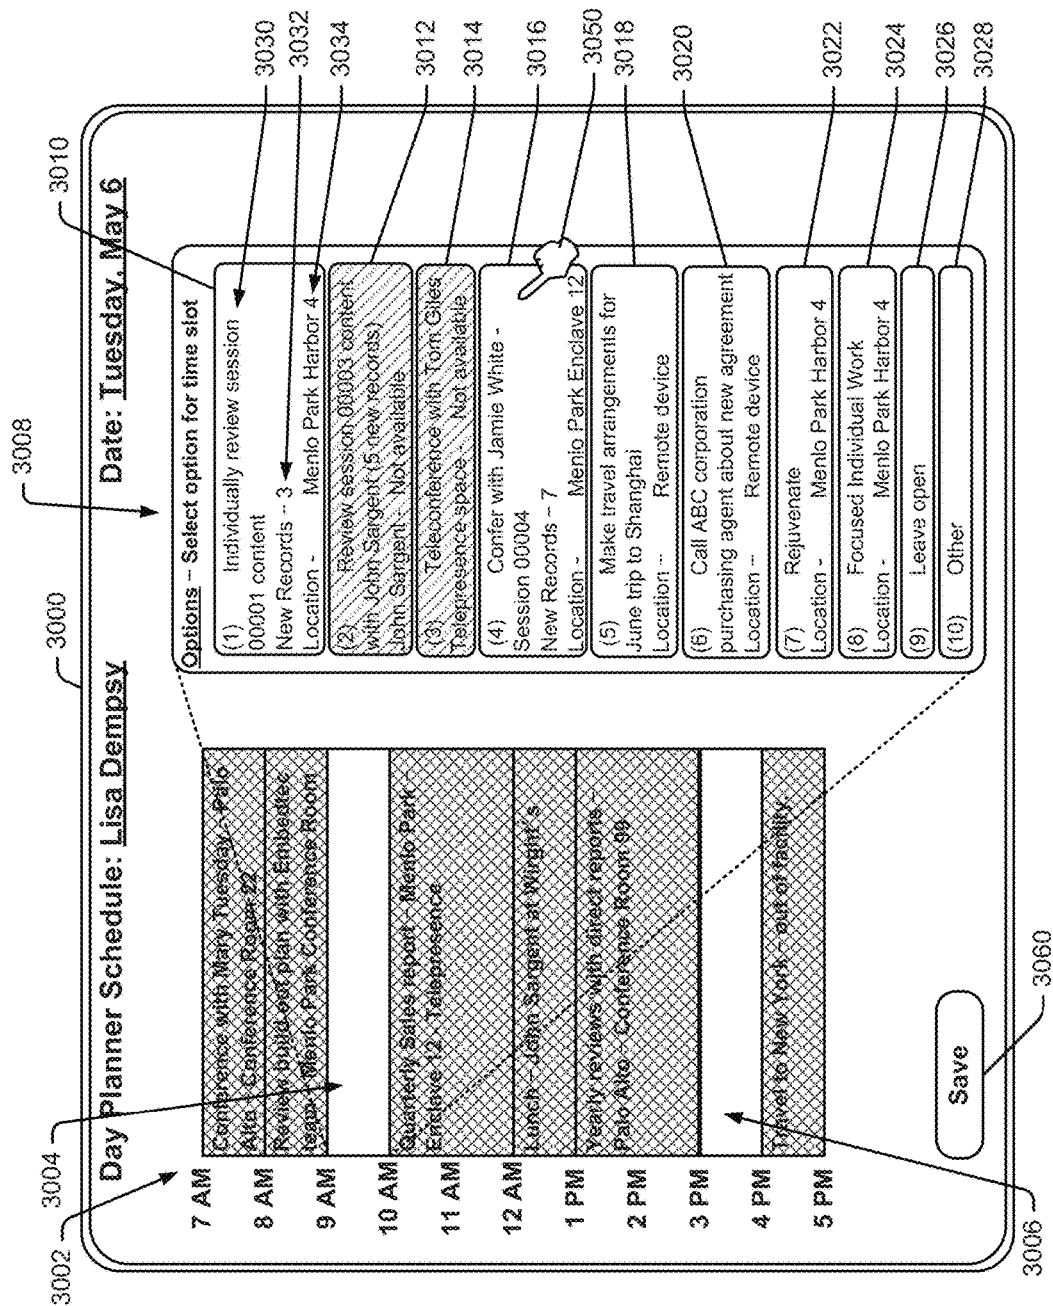 3000
3008
3010
Day Planner Schedule: Lisa Dempsy
Date: Tuesday, May 6
3002
3004
7 AM
8 AM
9 AM
10 AM
11 AM
12 AM
1 PM
2 PM
3 PM
4 PM
5 PM
Conference with Mary Tuesday - Palo
Alto - Conference Room 22
Review build out plan with Embedtec
team - Menlo Park Conference Room
Quarterly Sales report - Menlo Park -
Enclave 12 - Telepresence
Lunch - John Sargent at Wirght's
Yearly reviews with direct reports
Palo Alto - Conference Room 99
Travel to New York - out of facility
3006
Save
3060
Options – Select option for time slot
(1) Individually review session
00001 content
New Records – 3
Location - Menlo Park Harbor 4
(2) Review session 00003 content
with John Sargent (5 new records)
John Sargent - Not available
(3) Teleconference with Tom Giles
Telepresence space Not available
(4) Confer with Jamie White -
Session 00004
New Records - 7
Location - Menlo Park Enclave 12
(5) Make travel arrangements for
June trip to Shanghai
Location – Remote device
(6) Call ABC corporation
purchasing agent about new agreement
Location – Remote device
(7) Rejuvenate
Location - Menlo Park Harbor 4
(8) Focused Individual Work
Location - Menlo Park Harbor 4
(9) Leave open
(10) Other
3030
3032
3034
3012
3014
3016
3050
3018
3020
3022
3024
3026
3028